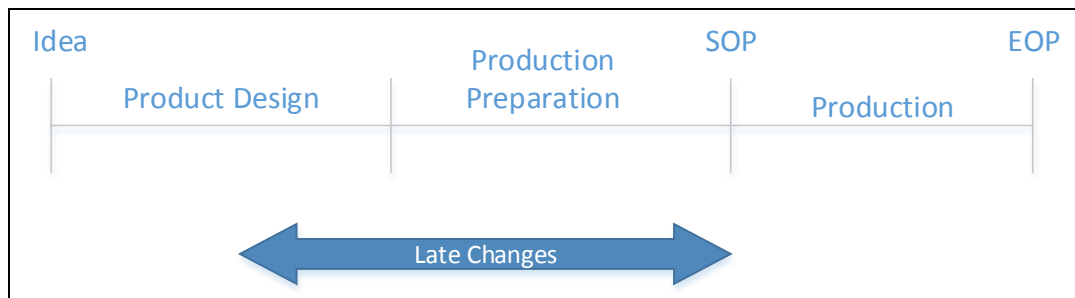 Idea
SOP
EOP
Production
Preparation
Product Design
Production
Late Changes